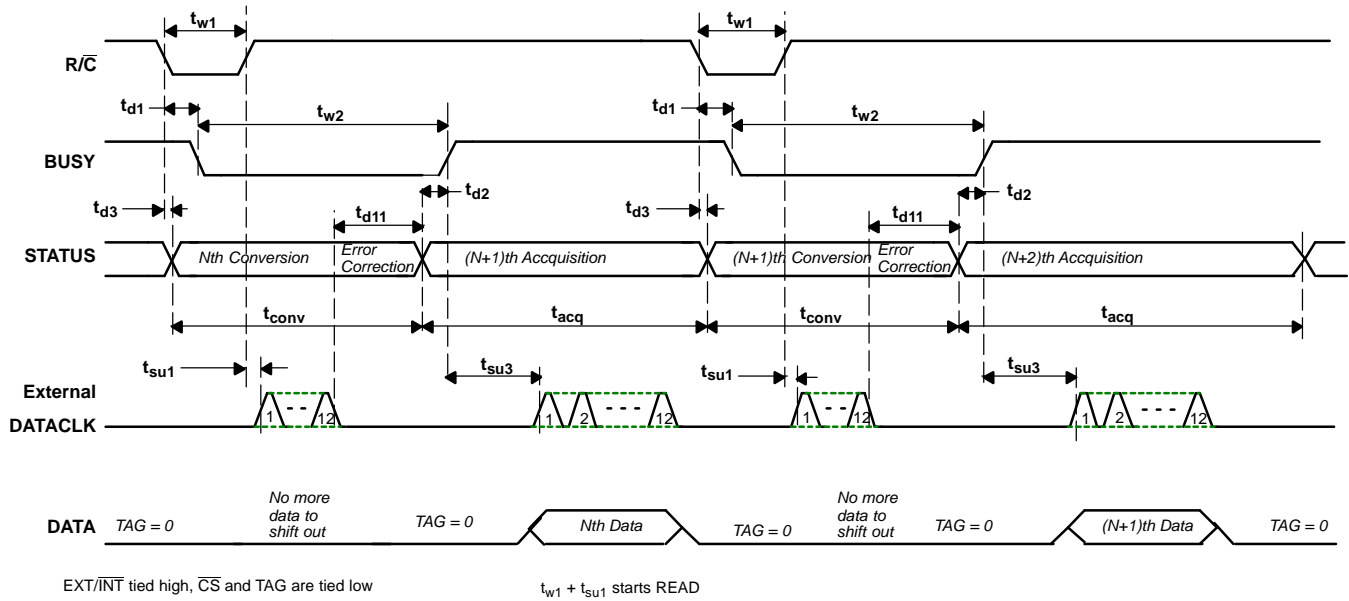 tw1 tw1
R/C
td1 tw2 td1 tw2
BUSY
td3 td2 td3 td2
td11 td11
STATUS Nth Conversion Error Correction (N+1)th Accquisition (N+1)th Conversion Error Correction (N+2)th Acquisition
tconv tacq tconv tacq
tsu1 tsu3 tsu1 tsu3
External
DATACLK 1 - - 12 1 2 - - - 12 1 - - 12 1 2 - - - 12
DATA TAG = 0 No more data to shift out TAG = 0 Nth Data TAG = 0 No more data to shift out TAG = 0 (N+1)th Data TAG = 0
EXT/INT tied high, CS and TAG are tied low tw1 + tsu1 starts READ